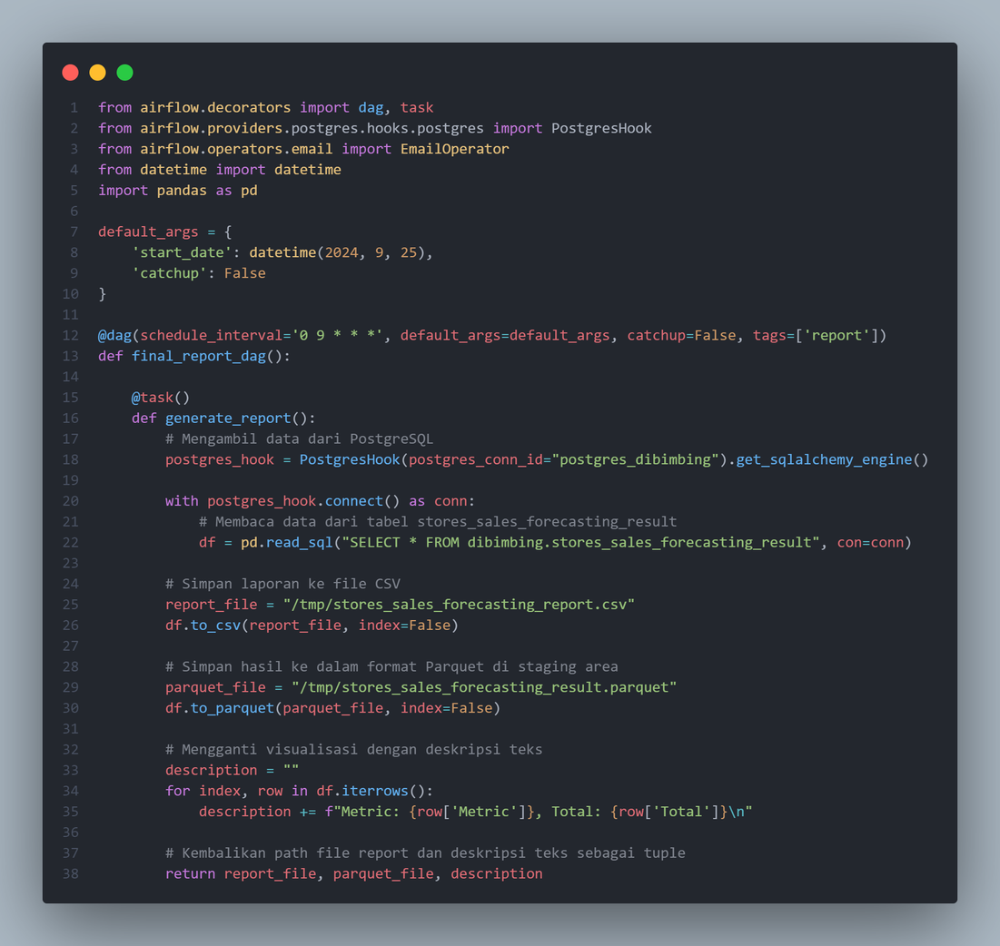 1 from airflow.decorators import dag, task
2 from airflow.providers.postgres.hooks.postgres import PostgresHook
3 from airflow.operators.email import EmailOperator
4 from datetime import datetime
5 import pandas as pd
6
7 default_args = {
8     'start_date': datetime(2024, 9, 25),
9     'catchup': False
10 }
11
12 @dag(schedule_interval='0 9 * * *', default_args=default_args, catchup=False, tags=['report'])
13 def final_report_dag():
14
15     @task()
16     def generate_report():
17         # Mengambil data dari PostgreSQL
18         postgres_hook = PostgresHook(postgres_conn_id="postgres_dibimbing").get_sqlalchemy_engine()
19
20         with postgres_hook.connect() as conn:
21             # Membaca data dari tabel stores_sales_forecasting_result
22             df = pd.read_sql("SELECT * FROM dibimbing.stores_sales_forecasting_result", con=conn)
23
24         # Simpan laporan ke file CSV
25         report_file = "/tmp/stores_sales_forecasting_report.csv"
26         df.to_csv(report_file, index=False)
27
28         # Simpan hasil ke dalam format Parquet di staging area
29         parquet_file = "/tmp/stores_sales_forecasting_result.parquet"
30         df.to_parquet(parquet_file, index=False)
31
32         # Mengganti visualisasi dengan deskripsi teks
33         description = ""
34         for index, row in df.iterrows():
35             description += f"Metric: {row['Metric']}, Total: {row['Total']}\n"
36
37         # Kembalikan path file report dan deskripsi teks sebagai tuple
38         return report_file, parquet_file, description